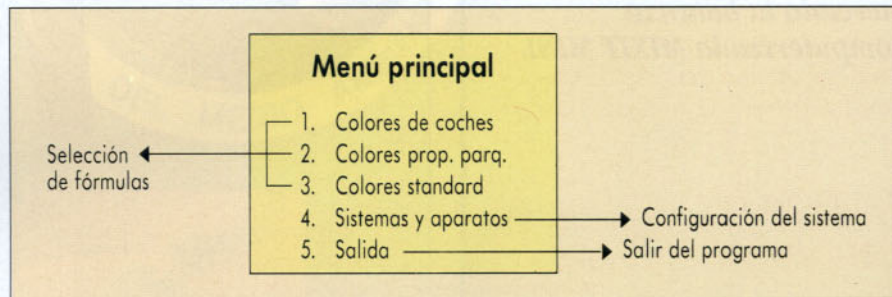 Menú principal
1. Colores de coches
2. Colores prop. parq.
3. Colores standard
4. Sistemas y aparatos
5. Salida
Selección
de fórmulas
Configuración del sistema
Salir del programa